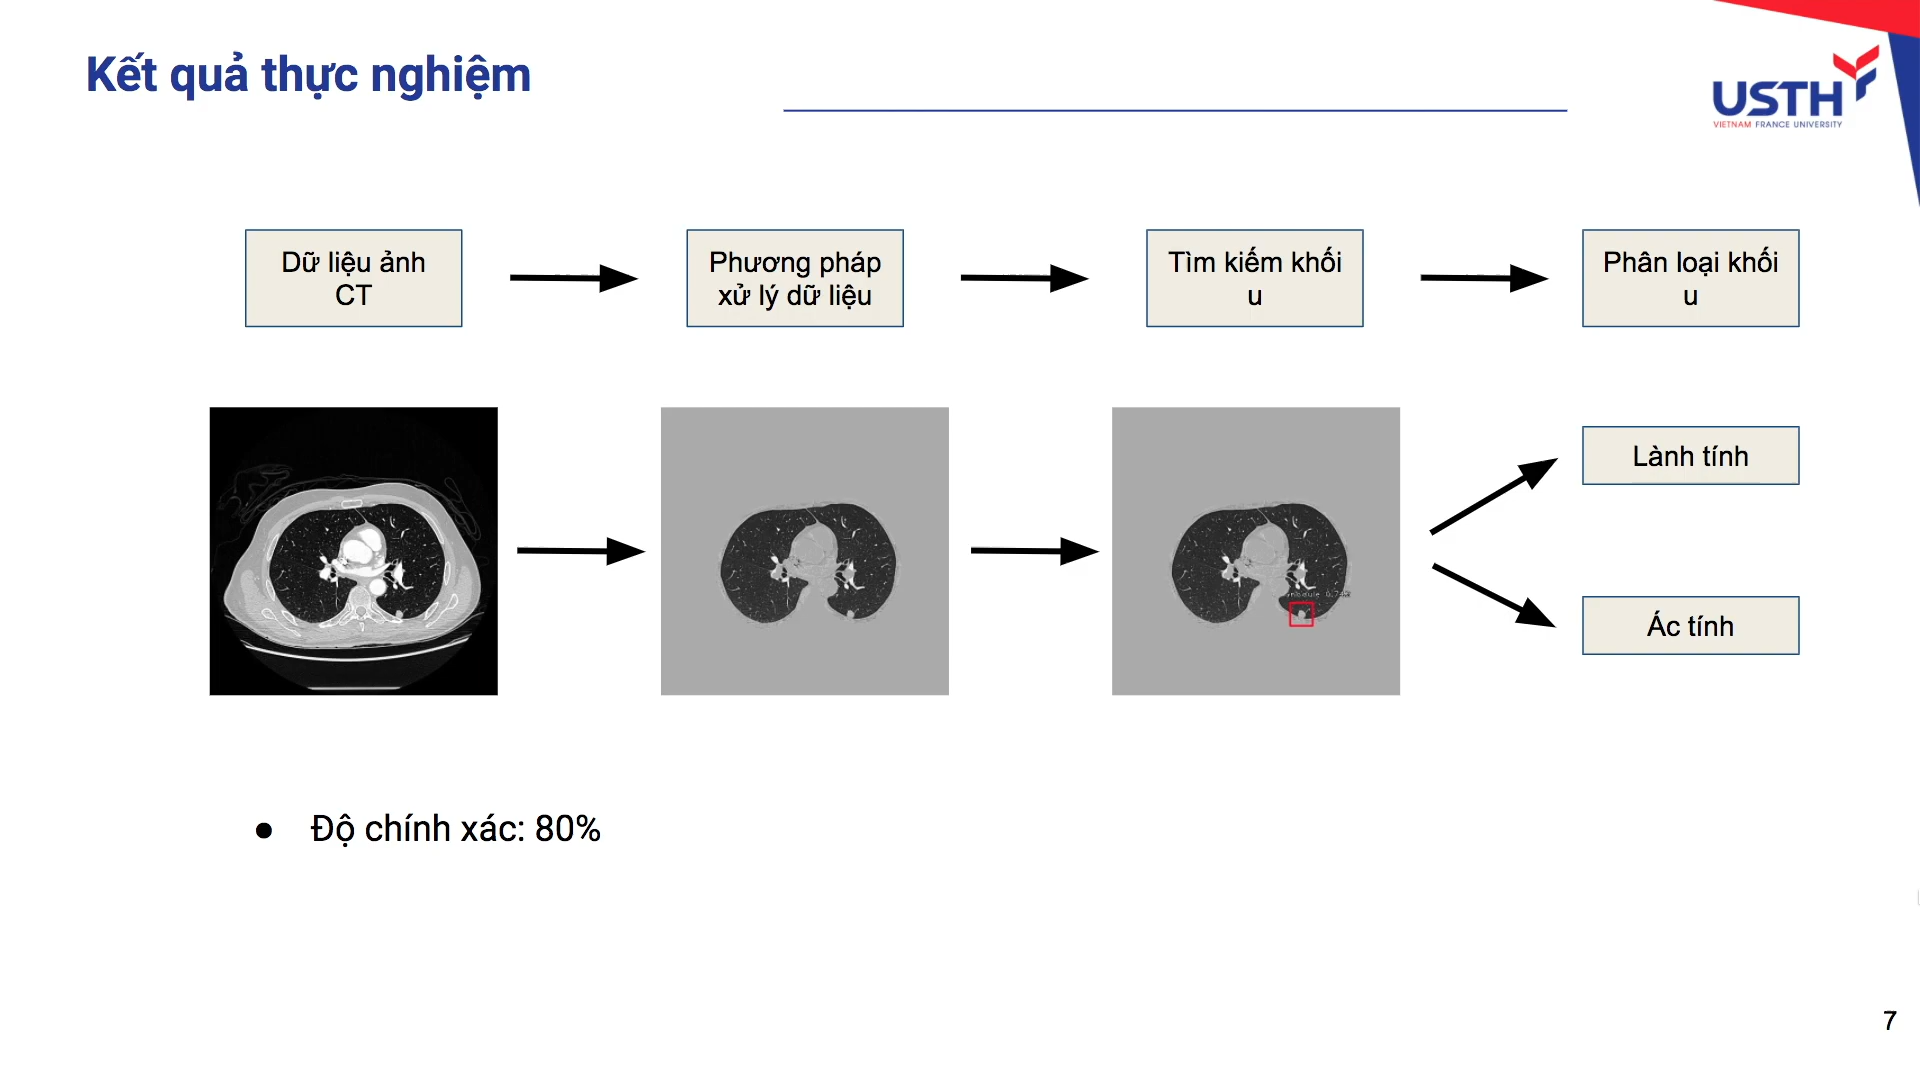 Kết quả thực nghiệm
USTH
VIETNAM FRANCE UNIVERSITY
Dữ liệu ảnh
CT
Phương pháp
xử lý dữ liệu
Tìm kiếm khối
u
Phân loại khối
u
Lành tính
nodule
Ác tính
● Độ chính xác: 80%
7